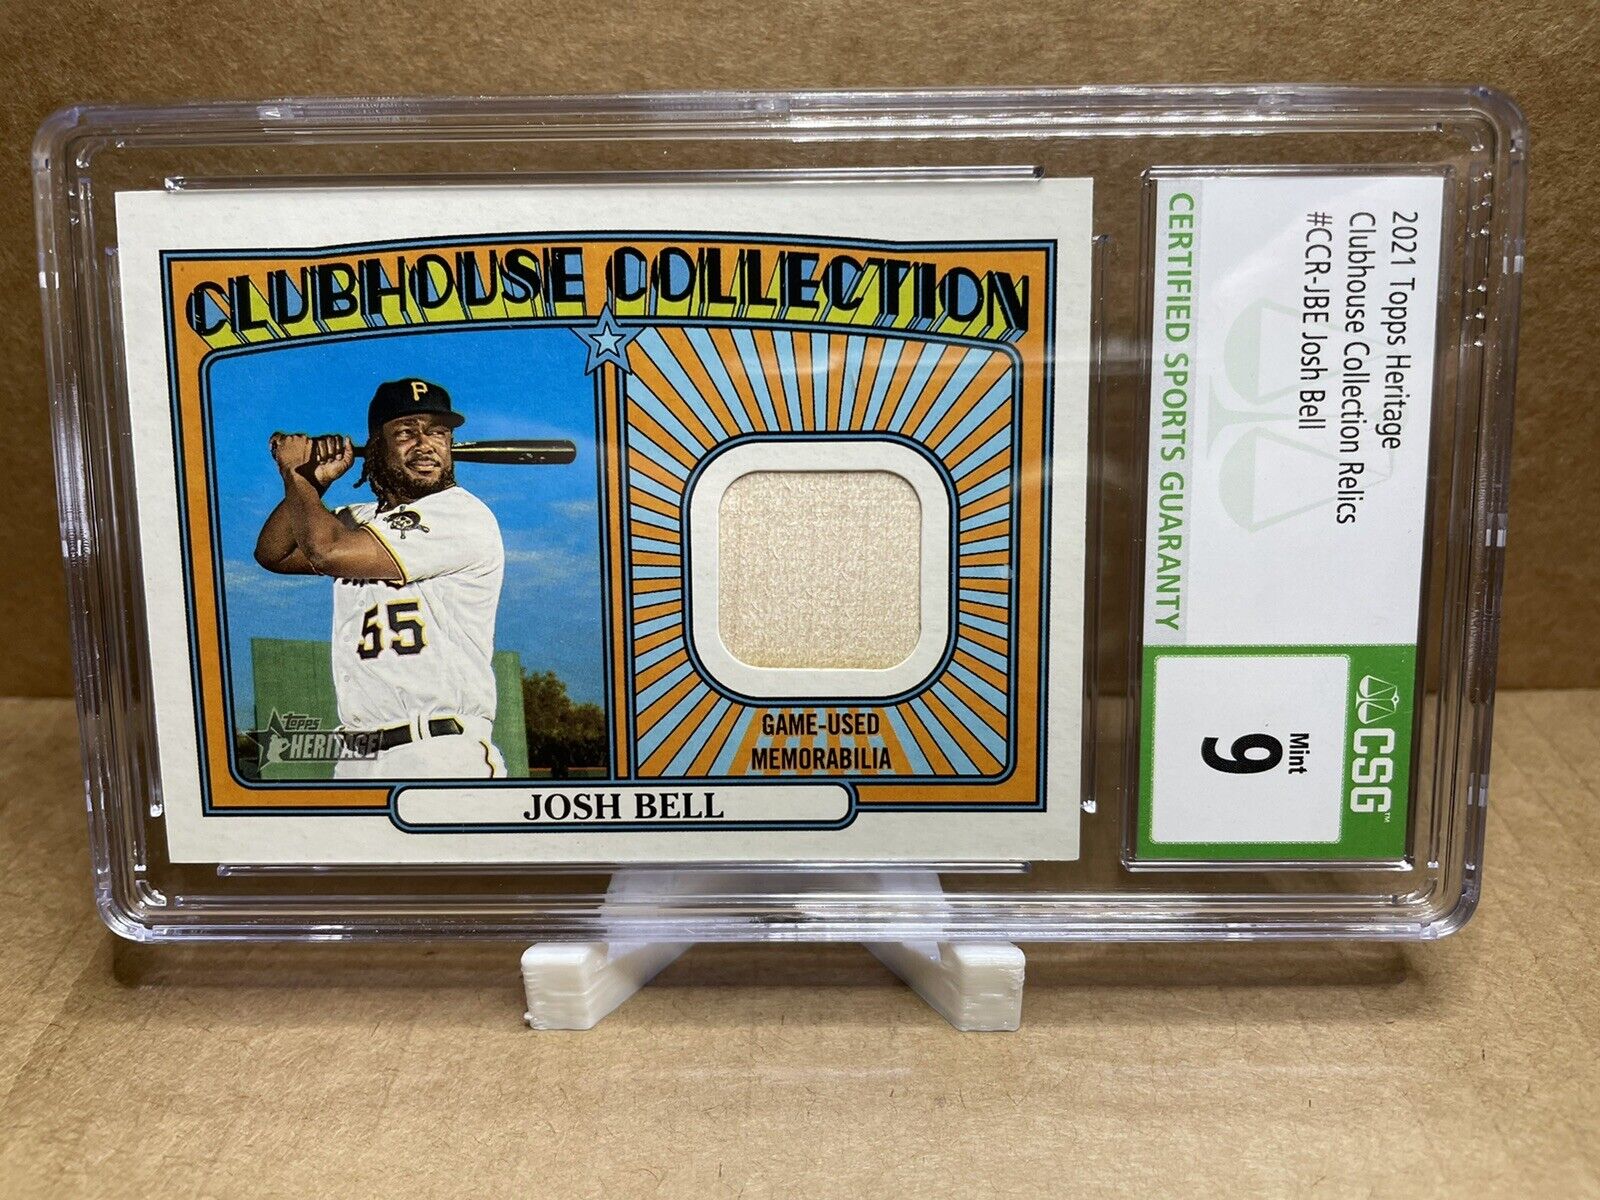 CLUBHOUSE COLLECTION
P
55
topps
HERITAGE
GAME-USED
MEMORABILIA
JOSH BELL
2021 Topps Heritage
Clubhouse Collection Relics
#CCR-JBE Josh Bell
CERTIFIED SPORTS GUARANTY
CSG™
Mint
9